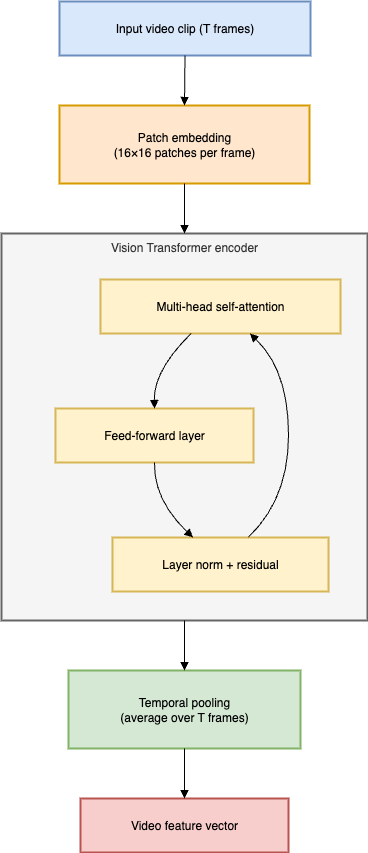 Input video clip (T frames)
Patch embedding
(16×16 patches per frame)
Vision Transformer encoder
Multi-head self-attention
Feed-forward layer
Layer norm + residual
Temporal pooling
(average over T frames)
Video feature vector